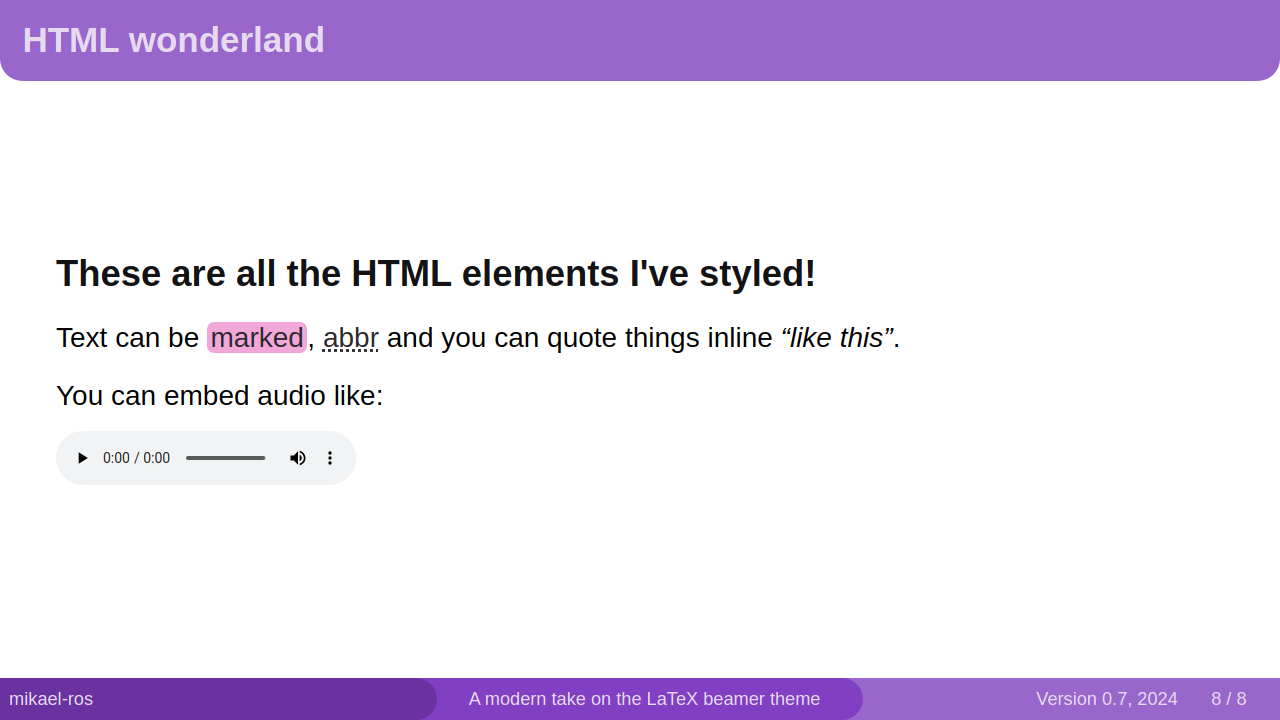 HTML wonderland
These are all the HTML elements I've styled!
Text can be marked, abbr and you can quote things inline “like this”.
You can embed audio like:
0:00 / 0:00
mikael-ros
A modern take on the LaTeX beamer theme
Version 0.7, 2024
8 / 8